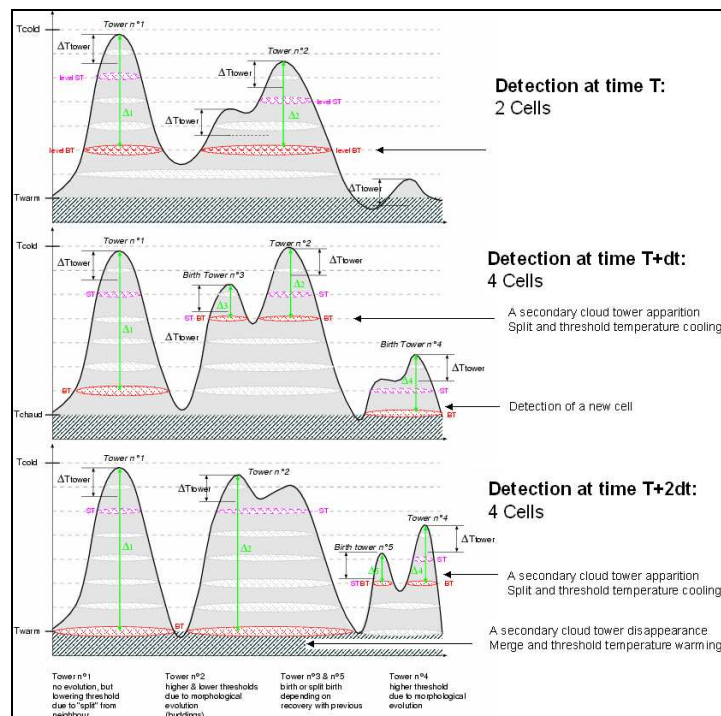 Tcold
Tower n°1
ΔTtower
Tower n°2
ΔTtower
level ST
level ST
ΔTtower
Δ1
Δ2
level BT
level BT
ΔTtower
Twarm
Detection at time T:
2 Cells
Tcold
Tower n°1
Tower n°2
ΔTtower
Birth Tower n°3
ΔTtower
ST
Δ2
ST
Δ3
ST BT
BT
Δ1
ΔTtower
Birth Tower n°4
ΔTtower
Δ4
ST
BT
Tchaud
BT
Detection at time T+dt:
4 Cells
A secondary cloud tower apparition
Split and threshold temperature cooling
Detection of a new cell
Tcold
Tower n°1
Tower n°2
ΔTtower
ΔTtower
ST
ST
Tower n°4
Δ1
Δ2
Birth tower n°5
ΔTtower
ST
Δ4
ST BT
BT
Twarm
BT
Detection at time T+2dt:
4 Cells
A secondary cloud tower apparition
Split and threshold temperature cooling
A secondary cloud tower disappearance
Merge and threshold temperature warming
Tower n°1
no evolution, but
lowering threshold
due to "split" from
neighbour
Tower n°2
higher & lower thresholds
due to morphological
evolution
(buddings)
Tower n°3 & n°5
birth or split birth
depending on
recovery with previous
Tower n°4
higher threshold
due to morphological
evolution